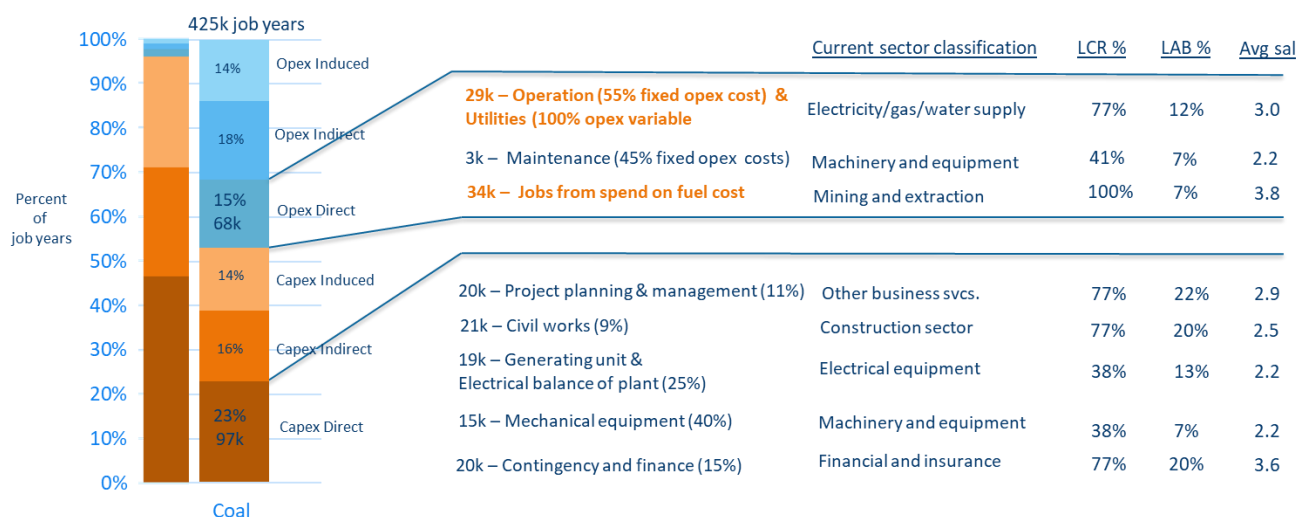 425k job years
100%
90%
80%
70%
60%
50%
40%
30%
20%
10%
0%
Percent
of
job years
14%
Opex Induced
18%
Opex Indirect
15%
68k
Opex Direct
14%
Capex Induced
16%
Capex Indirect
23%
97k
Capex Direct
Coal
Current sector classification LCR % LAB % Avg sal
29k – Operation (55% fixed opex cost) &
Utilities (100% opex variable
Electricity/gas/water supply 77% 12% 3.0
3k – Maintenance (45% fixed opex costs) Machinery and equipment 41% 7% 2.2
34k – Jobs from spend on fuel cost Mining and extraction 100% 7% 3.8
20k – Project planning & management (11%) Other business svcs. 77% 22% 2.9
21k – Civil works (9%) Construction sector 77% 20% 2.5
19k – Generating unit &
Electrical balance of plant (25%)
Electrical equipment 38% 13% 2.2
15k – Mechanical equipment (40%) Machinery and equipment 38% 7% 2.2
20k – Contingency and finance (15%) Financial and insurance 77% 20% 3.6